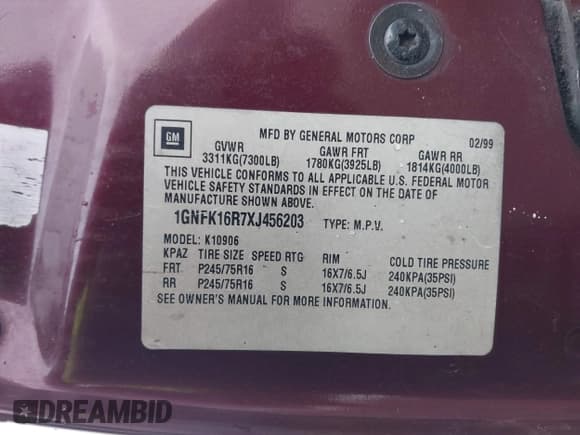 GM
MFD BY GENERAL MOTORS CORP 02/99
GVWR GAWR FRT GAWR RR
3311KG(7300LB) 1780KG(3925LB) 1814KG(4000LB)
THIS VEHICLE CONFORMS TO ALL APPLICABLE U.S. FEDERAL MOTOR
VEHICLE SAFETY STANDARDS IN EFFECT ON THE DATE OF
MANUFACTURE SHOWN ABOVE.
1GNFK16R7XJ456203 TYPE: M.P.V.
MODEL: K10906
KPAZ TIRE SIZE SPEED RTG RIM COLD TIRE PRESSURE
FRT P245/75R16 S 16X7/6.5J 240KPA(35PSI)
RR P245/75R16 S 16X7/6.5J 240KPA(35PSI)
SEE OWNER'S MANUAL FOR MORE INFORMATION.
DREAMBID